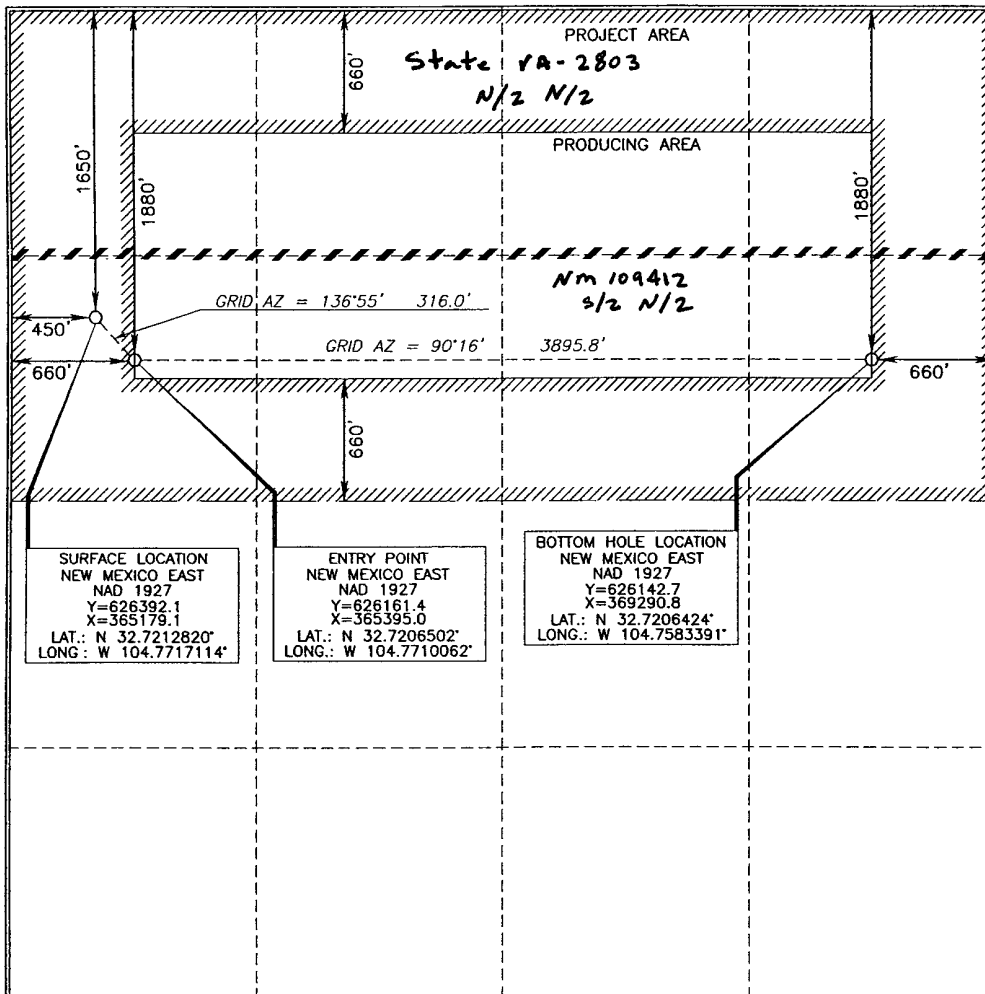 PROJECT AREA
State VA-2803
N/2 N/2
660'
PRODUCING AREA
1650'
1880'
1880'
Nm 109412
S/2 N/2
GRID AZ = 136°55' 316.0'
450'
GRID AZ = 90°16' 3895.8'
660'
660'
660'
SURFACE LOCATION
NEW MEXICO EAST
NAD 1927
Y=626392.1
X=365179.1
LAT.: N 32.7212820°
LONG: W 104.7717114°
ENTRY POINT
NEW MEXICO EAST
NAD 1927
Y=626161.4
X=365395.0
LAT.: N 32.7206502°
LONG.: W 104.7710062°
BOTTOM HOLE LOCATION
NEW MEXICO EAST
NAD 1927
Y=626142.7
X=369290.8
LAT.: N 32.7206424°
LONG.: W 104.7583391°